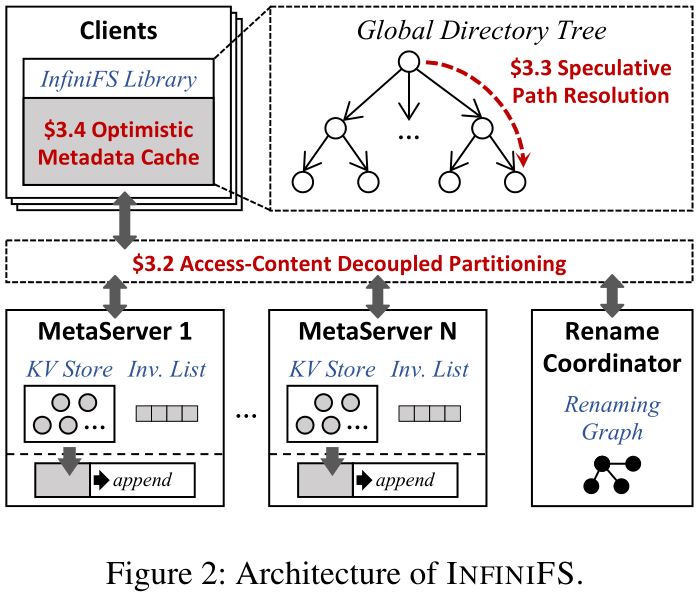 Clients
InfiniFS Library
$3.4 Optimistic
Metadata Cache
Global Directory Tree
$3.3 Speculative
Path Resolution
...
$3.2 Access-Content Decoupled Partitioning
MetaServer 1
KV Store
Inv. List
...
append
...
MetaServer N
KV Store
Inv. List
...
append
Rename
Coordinator
Renaming
Graph
Figure 2: Architecture of INFINIFS.